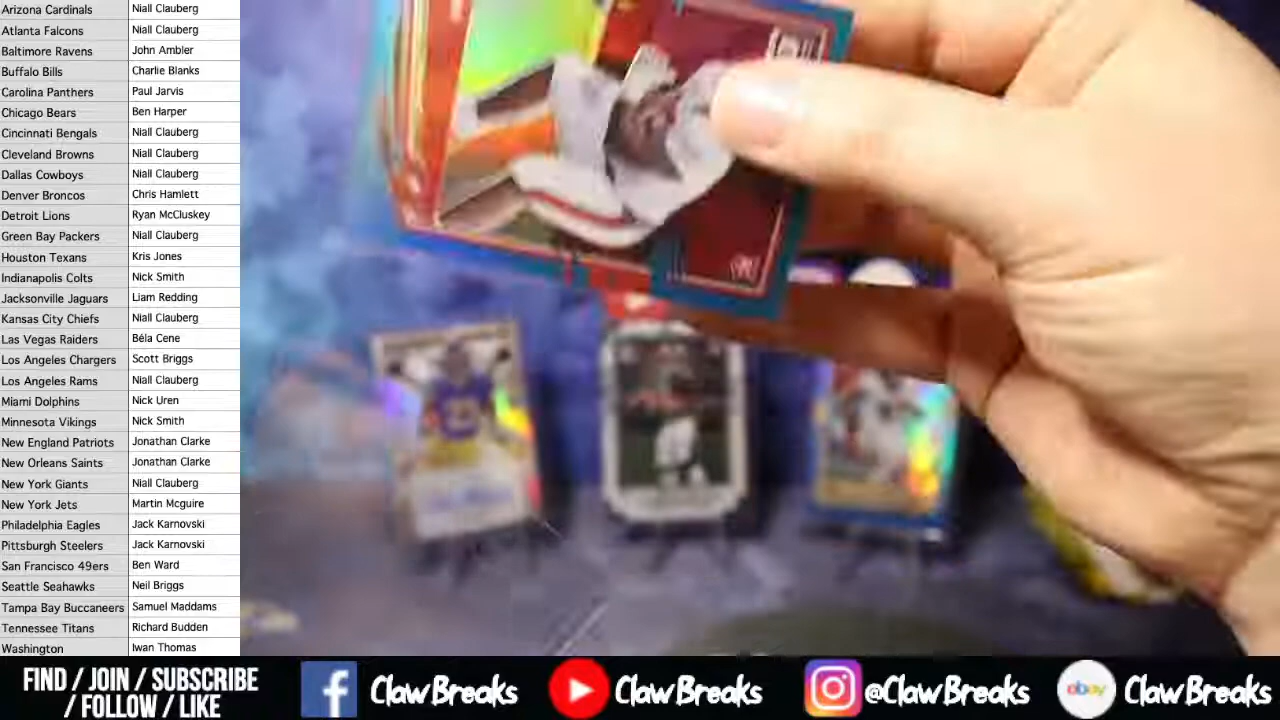 Arizona Cardinals Niall Clauberg
Atlanta Falcons Niall Clauberg
Baltimore Ravens John Ambler
Buffalo Bills Charlie Blanks
Carolina Panthers Paul Jarvis
Chicago Bears Ben Harper
Cincinnati Bengals Niall Clauberg
Cleveland Browns Niall Clauberg
Dallas Cowboys Niall Clauberg
Denver Broncos Chris Hamlett
Detroit Lions Ryan McCluskey
Green Bay Packers Niall Clauberg
Houston Texans Kris Jones
Indianapolis Colts Nick Smith
Jacksonville Jaguars Liam Redding
Kansas City Chiefs Niall Clauberg
Las Vegas Raiders Béla Cene
Los Angeles Chargers Scott Briggs
Los Angeles Rams Niall Clauberg
Miami Dolphins Nick Uren
Minnesota Vikings Nick Smith
New England Patriots Jonathan Clarke
New Orleans Saints Jonathan Clarke
New York Giants Niall Clauberg
New York Jets Martin Mcguire
Philadelphia Eagles Jack Karnovski
Pittsburgh Steelers Jack Karnovski
San Francisco 49ers Ben Ward
Seattle Seahawks Neil Briggs
Tampa Bay Buccaneers Samuel Maddams
Tennessee Titans Richard Budden
Washington Iwan Thomas
FIND / JOIN / SUBSCRIBE
/ FOLLOW / LIKE
f ClawBreaks
ClawBreaks
@ClawBreaks
ebay ClawBreaks